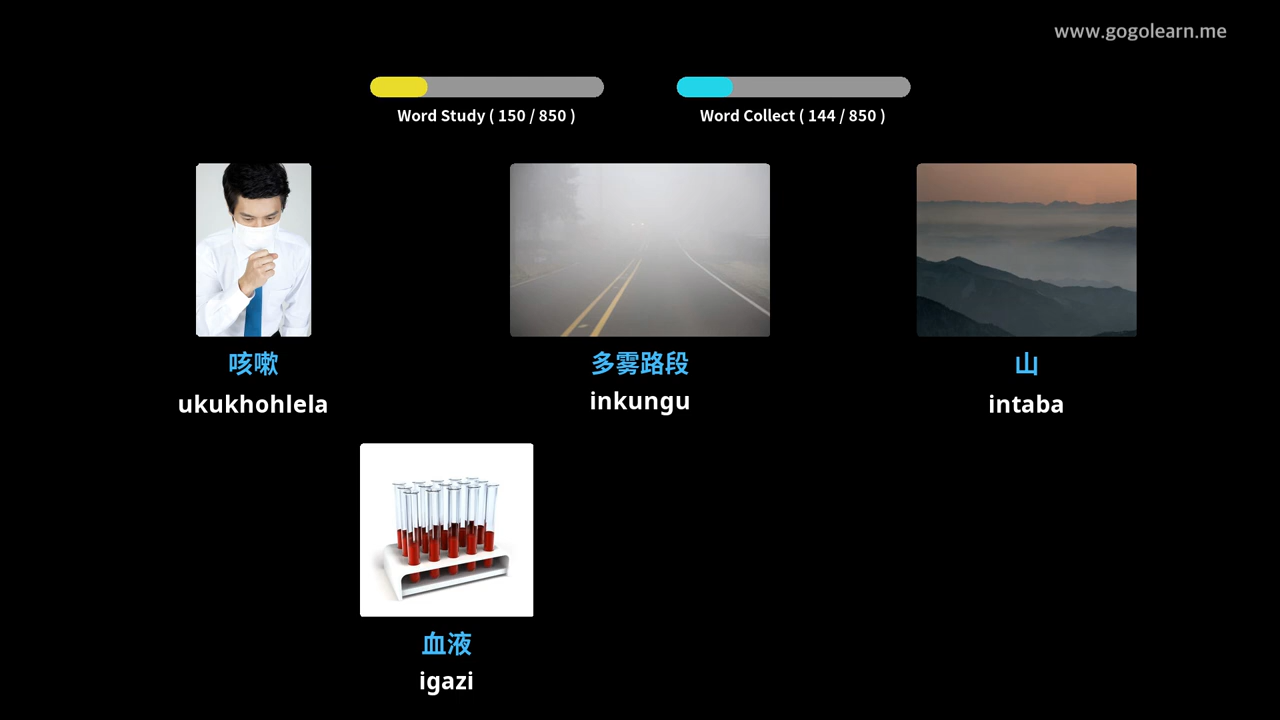 www.gogolearn.me
Word Study ( 150 / 850 )
Word Collect ( 144 / 850 )
咳嗽
ukukhohlela
多雾路段
inkungu
山
intaba
血液
igazi